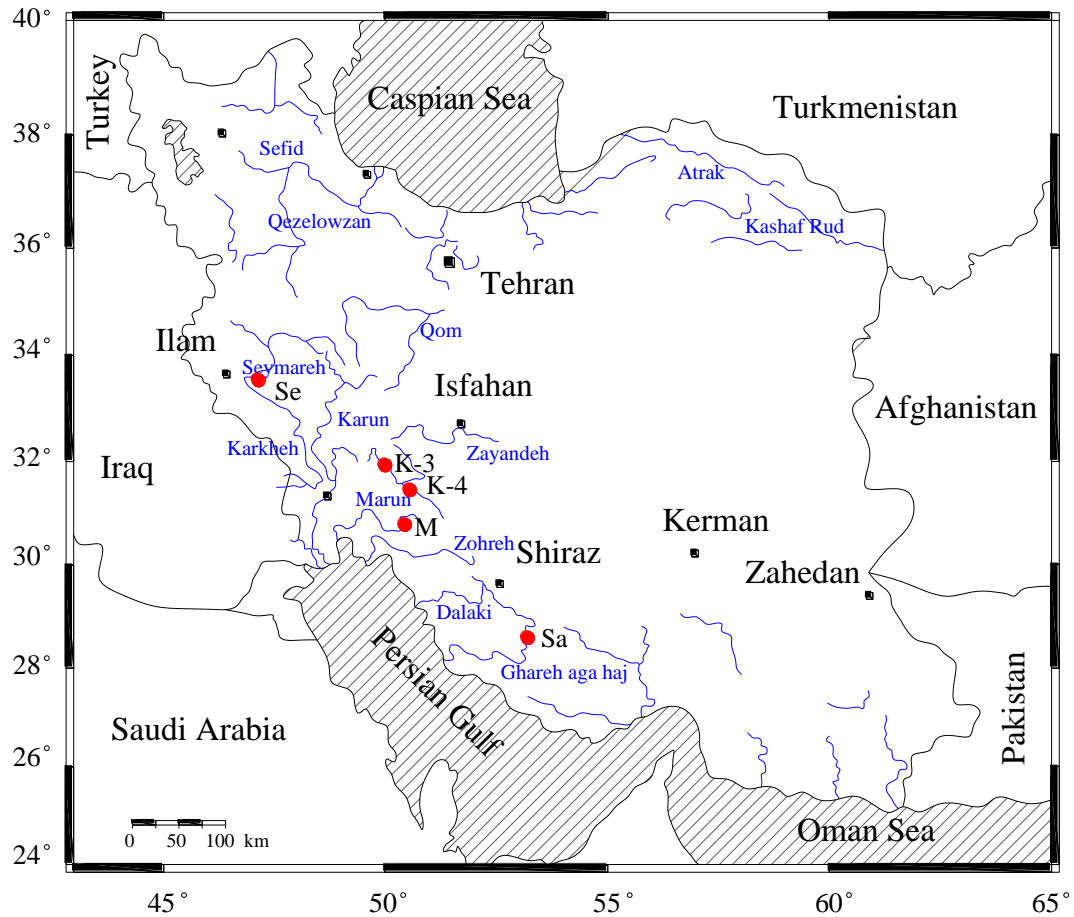 40°
38°
36°
34°
32°
30°
28°
26°
24°
Turkey
Caspian Sea
Turkmenistan
Sefid
Atrak
Qezelowzan
Kashaf Rud
Tehran
Qom
Ilam
Seymareh
Se
Isfahan
Afghanistan
Karun
Karkheh
Zayandeh
Iraq
K-3
K-4
Marun
M
Kerman
Zohreh
Shiraz
Zahedan
Dalaki
Sa
Persian Gulf
Ghareh aga haj
Pakistan
Saudi Arabia
Oman Sea
0 50 100 km
45° 50° 55° 60° 65°